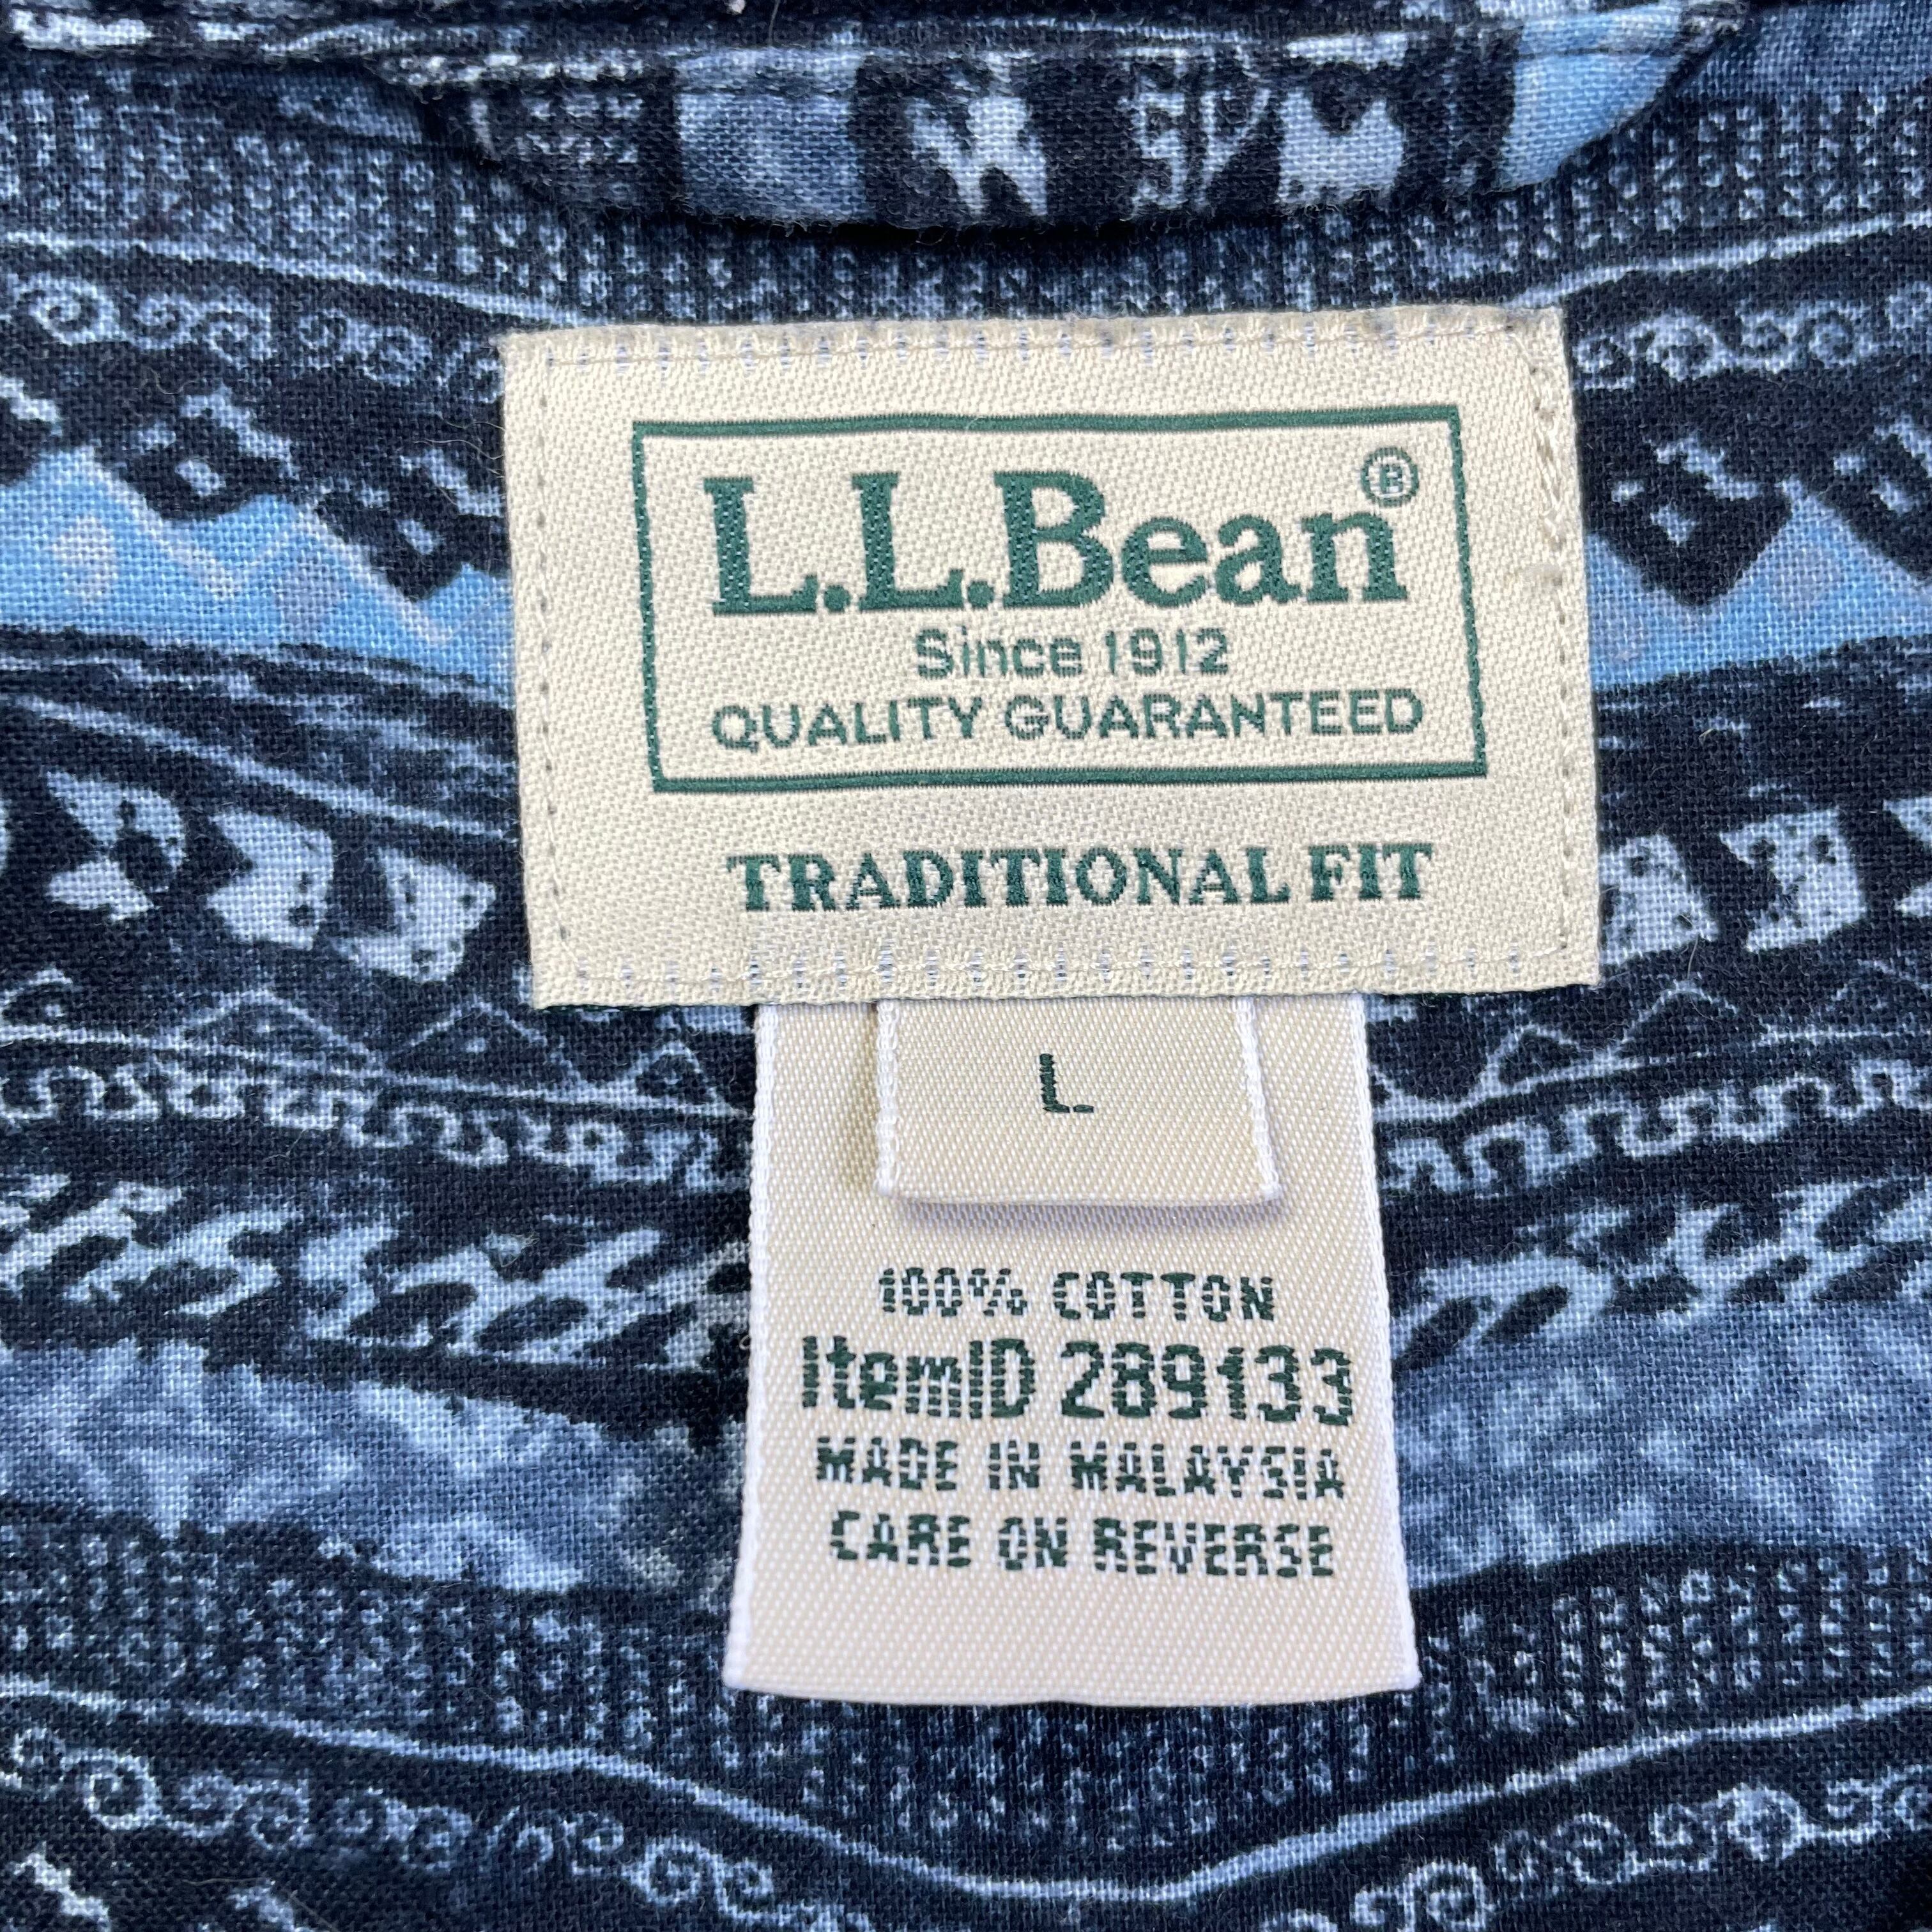 L.L.Bean®
Since 1912
QUALITY GUARANTEED
TRADITIONAL FIT
L
100% COTTON
ItemID 289133
MADE IN MALAYSIA
CARE ON REVERSE